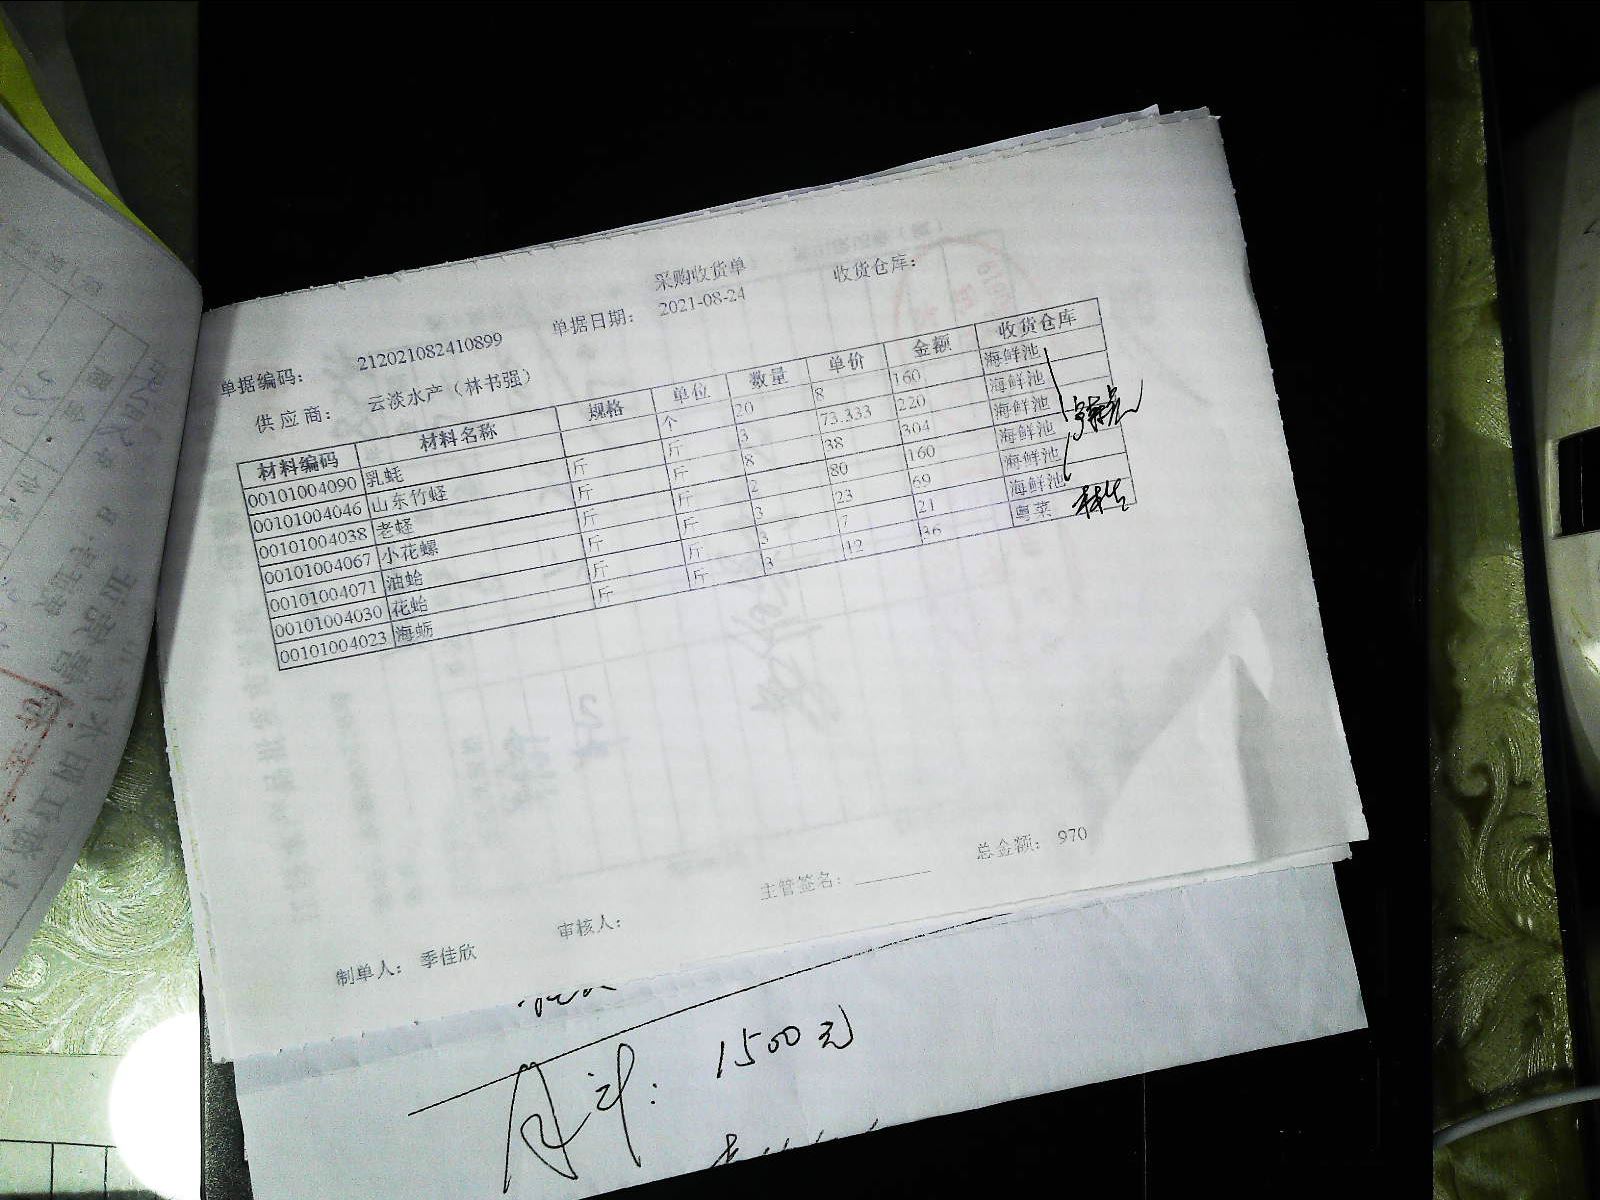 采购收货单
单据编码: 212021082410899 单据日期: 2021-08-24 收货仓库:
供应商: 云淡水产（林书强）
材料编码 材料名称 规格 单位 数量 单价 金额 收货仓库
00101004090 乳蚝 个 20 8 160 海鲜池
00101004046 山东竹蛏 斤 斤 3 73.333 220 海鲜池
00101004038 老蛏 斤 斤 8 38 304 海鲜池
00101004067 小花螺 斤 斤 2 80 160 海鲜池
00101004071 油蛤 斤 斤 3 23 69 海鲜池
00101004030 花蛤 斤 斤 3 7 21 海鲜池
00101004023 海蛎 斤 斤 3 12 36 粤菜
制单人: 季佳欣 审核人: 主管签名: 总金额: 970
合计: 1500元